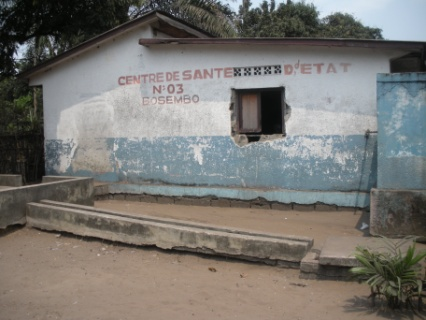 CENTRE DE SANTE D'ETAT
N° 03
BOSEMBO